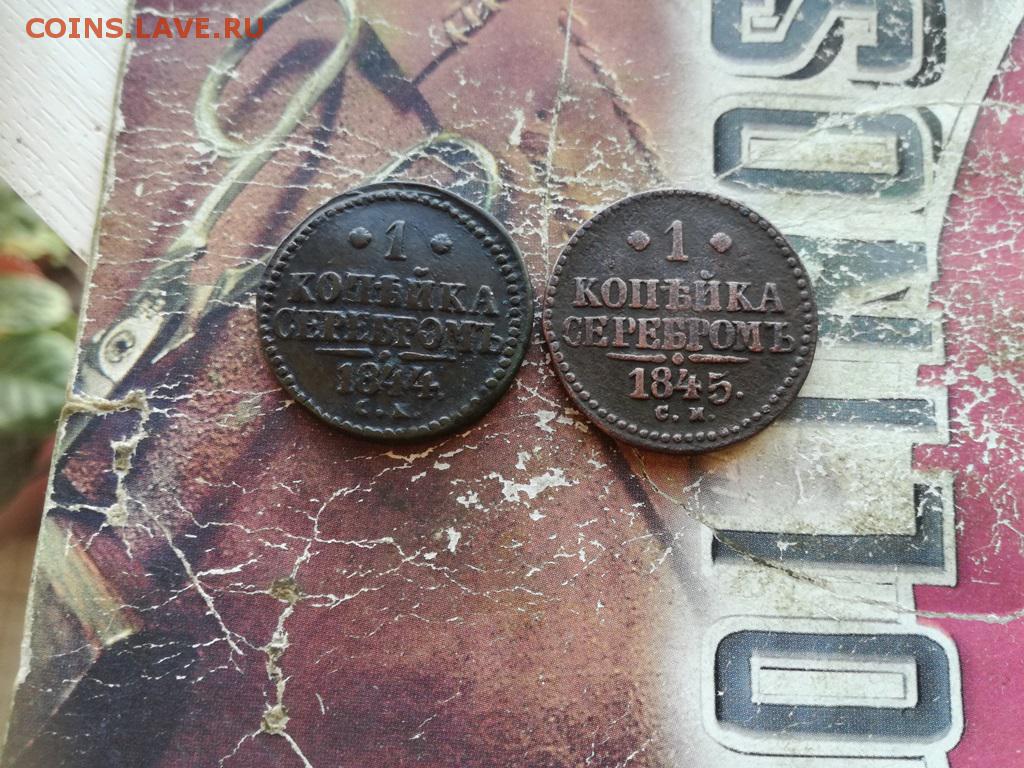 COINS.LAVE.RU
• 1 •
КОПѢЙКА
СЕРЕБРОМЪ
1844.
С. М.
• 1 •
КОПѢЙКА
СЕРЕБРОМЪ
1845.
С. М.